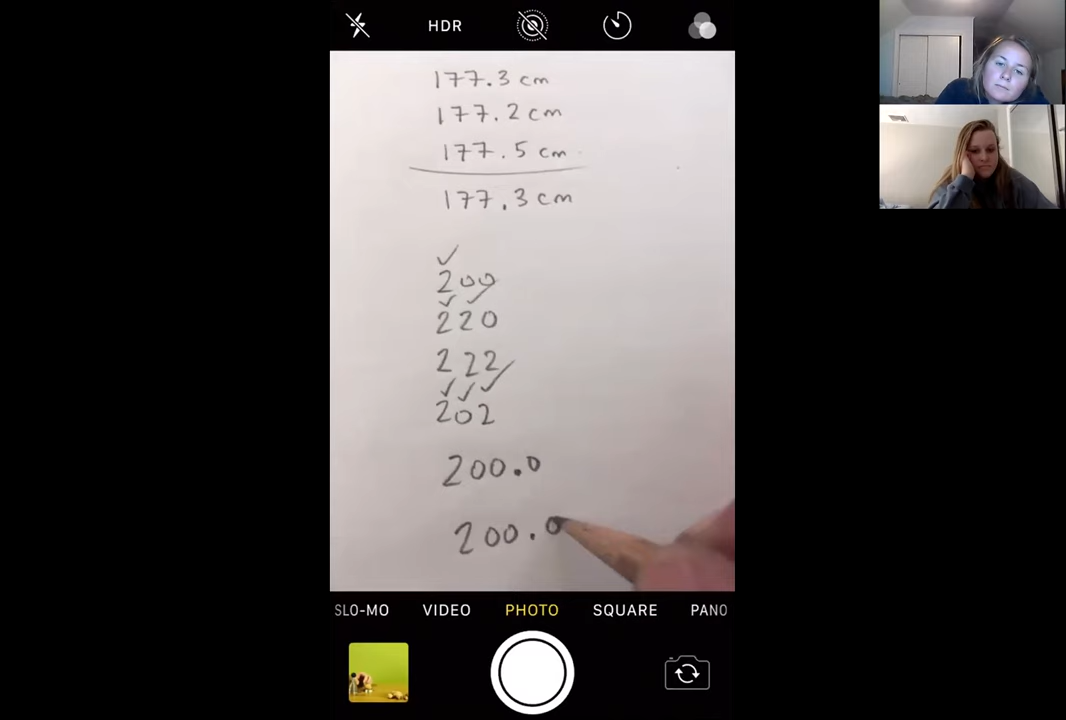 HDR
177.3 cm
177.2 cm
177.5 cm
177.3 cm
200
220
222
202
200.0
200.0
SLO-MO VIDEO PHOTO SQUARE PANO